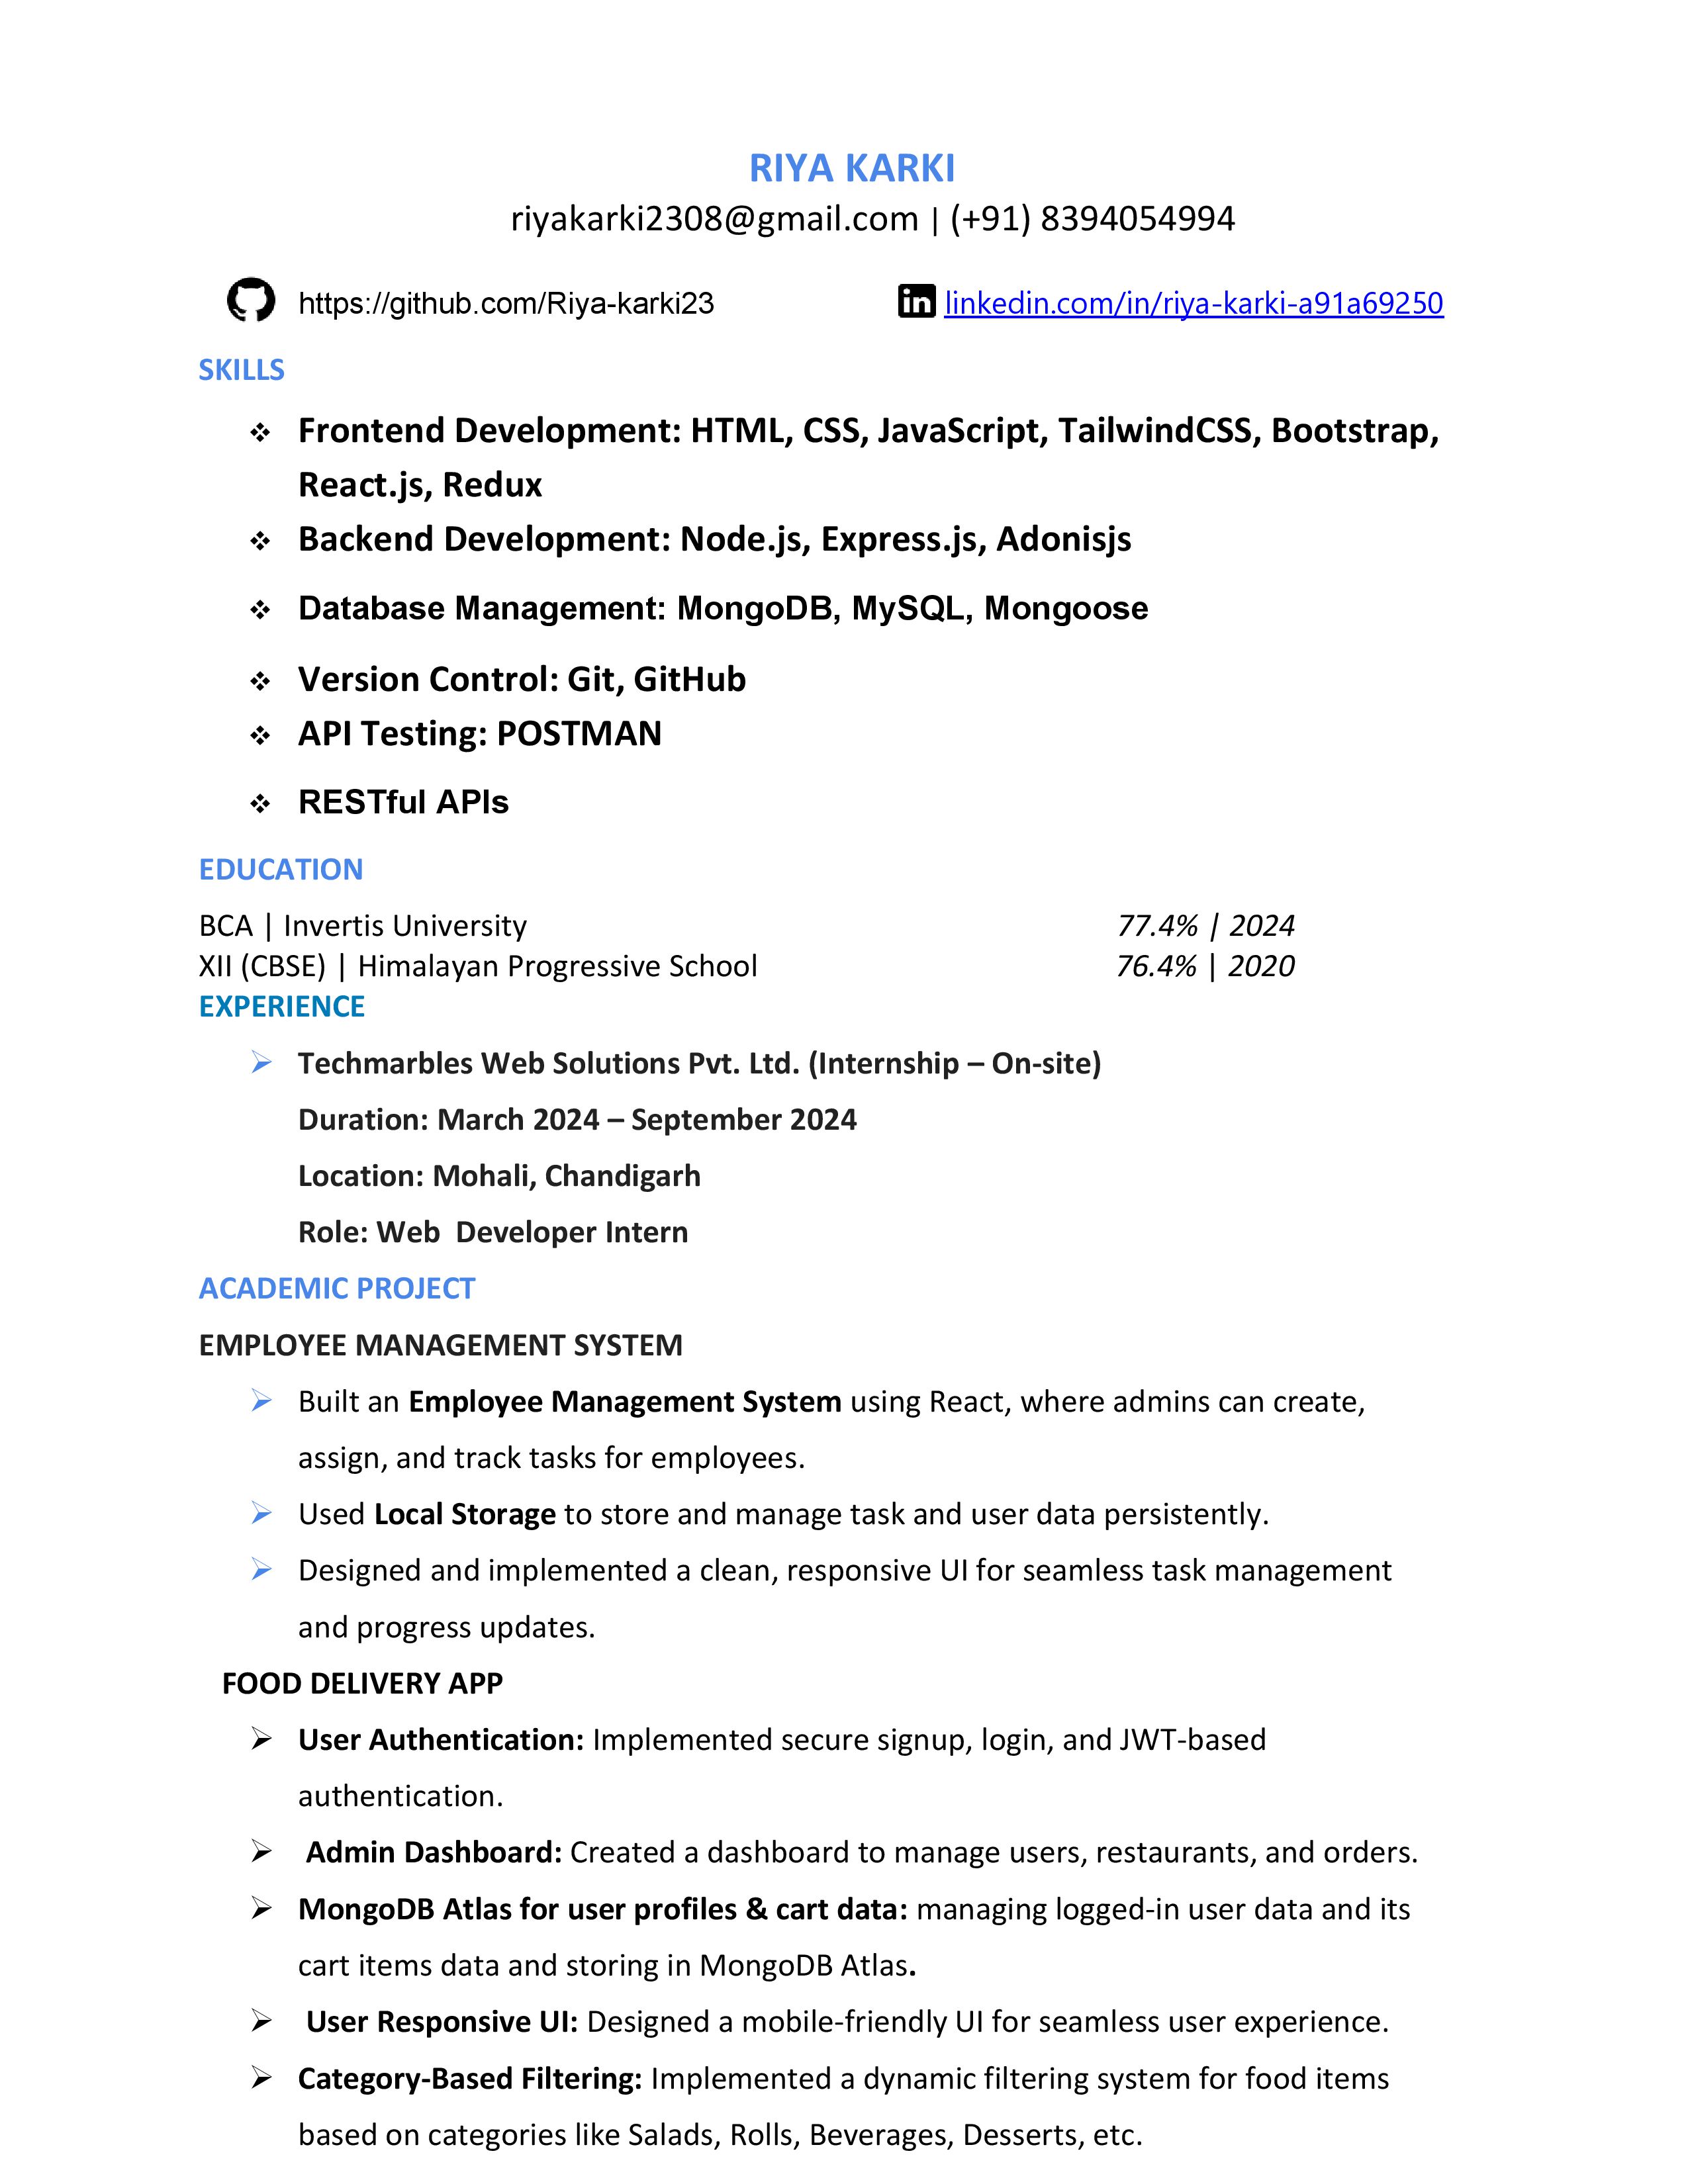 RIYA KARKI
riyakarki2308@gmail.com | (+91) 8394054994
https://github.com/Riya-karki23 linkedin.com/in/riya-karki-a91a69250
SKILLS
❖ Frontend Development: HTML, CSS, JavaScript, TailwindCSS, Bootstrap,
React.js, Redux
❖ Backend Development: Node.js, Express.js, Adonisjs
❖ Database Management: MongoDB, MySQL, Mongoose
❖ Version Control: Git, GitHub
❖ API Testing: POSTMAN
❖ RESTful APIs
EDUCATION
BCA | Invertis University 77.4% | 2024
XII (CBSE) | Himalayan Progressive School 76.4% | 2020
EXPERIENCE
➢ Techmarbles Web Solutions Pvt. Ltd. (Internship – On-site)
Duration: March 2024 – September 2024
Location: Mohali, Chandigarh
Role: Web  Developer Intern
ACADEMIC PROJECT
EMPLOYEE MANAGEMENT SYSTEM
➢ Built an Employee Management System using React, where admins can create,
assign, and track tasks for employees.
➢ Used Local Storage to store and manage task and user data persistently.
➢ Designed and implemented a clean, responsive UI for seamless task management
and progress updates.
FOOD DELIVERY APP
➢ User Authentication: Implemented secure signup, login, and JWT-based
authentication.
➢ Admin Dashboard: Created a dashboard to manage users, restaurants, and orders.
➢ MongoDB Atlas for user profiles & cart data: managing logged-in user data and its
cart items data and storing in MongoDB Atlas.
➢ User Responsive UI: Designed a mobile-friendly UI for seamless user experience.
➢ Category-Based Filtering: Implemented a dynamic filtering system for food items
based on categories like Salads, Rolls, Beverages, Desserts, etc.